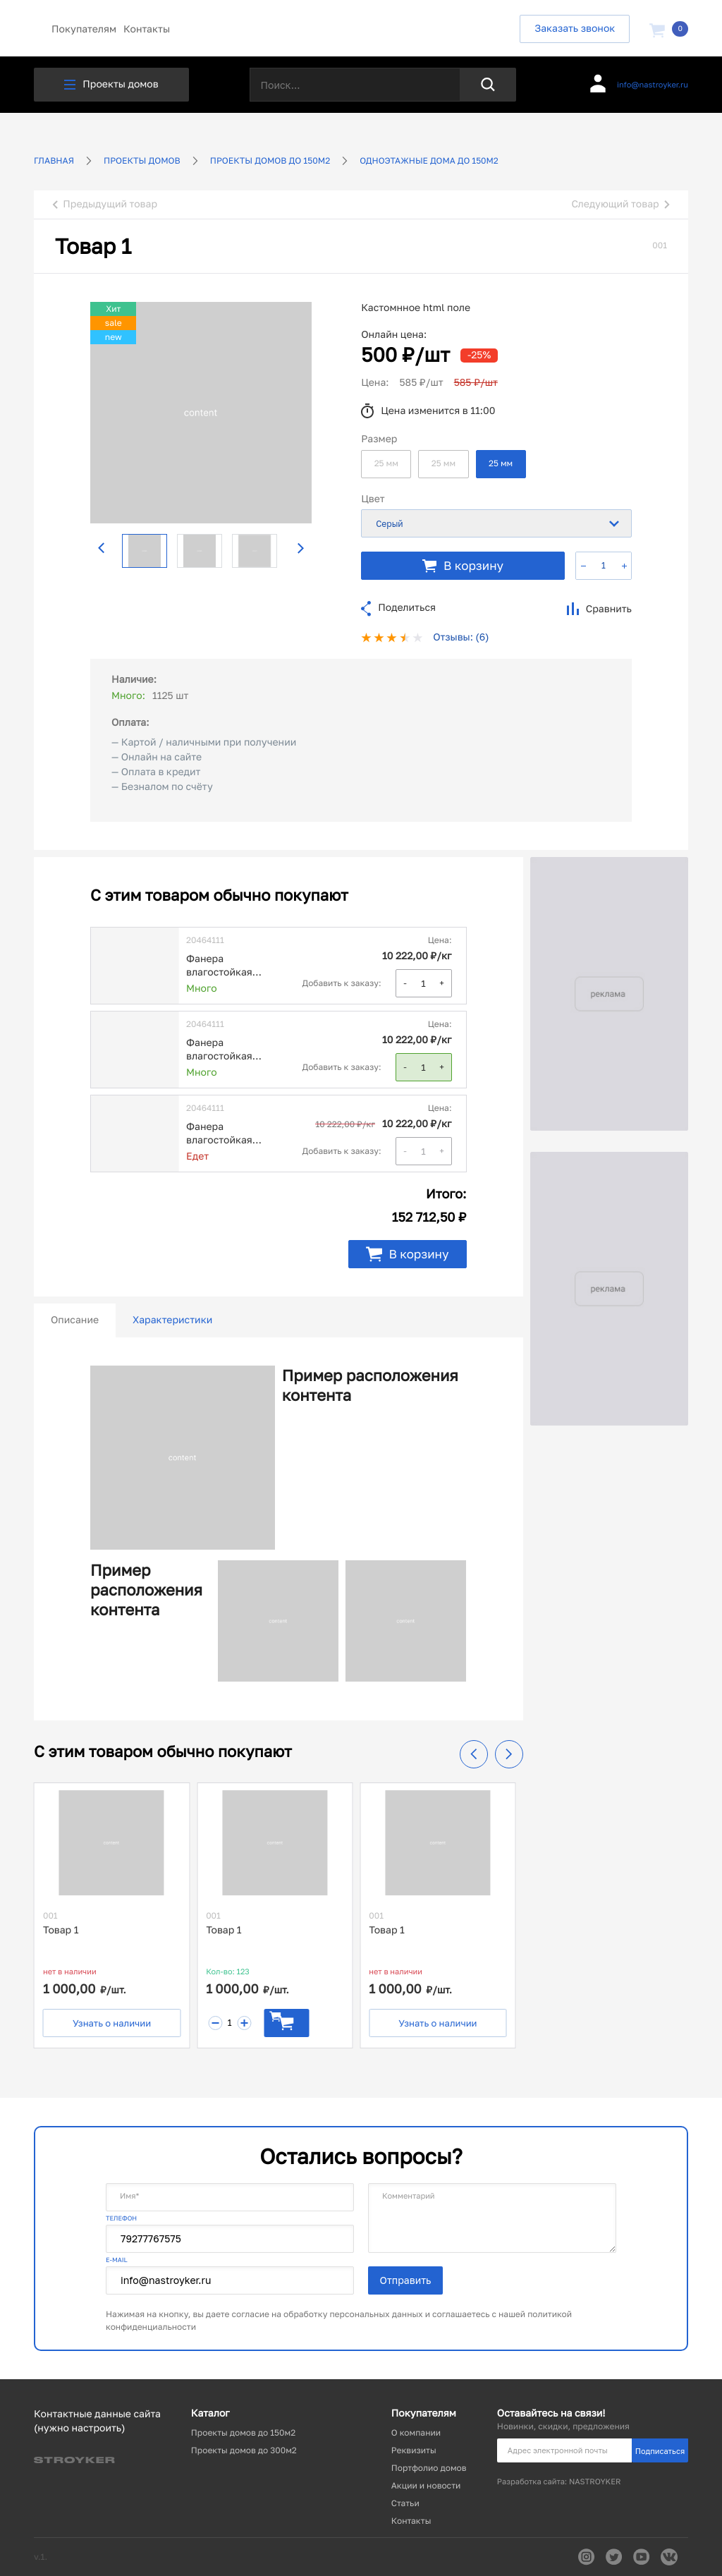 Покупателям Контакты
Заказать звонок
0
Проекты домов
Поиск...
info@nastroyker.ru
ГЛАВНАЯ
ПРОЕКТЫ ДОМОВ
ПРОЕКТЫ ДОМОВ ДО 150М2
ОДНОЭТАЖНЫЕ ДОМА ДО 150М2
Предыдущий товар
Следующий товар
Товар 1
001
Хит
sale
new
content
Кастомнное html поле
Онлайн цена:
500 ₽/шт -25%
Цена: 585 ₽/шт 585 ₽/шт
Цена изменится в 11:00
Размер
25 мм 25 мм 25 мм
Цвет
Серый
В корзину
− 1 +
Поделиться
Сравнить
Отзывы: (6)
Наличие:
Много: 1125 шт
Оплата:
— Картой / наличными при получении
— Онлайн на сайте
— Оплата в кредит
— Безналом по счёту
С этим товаром обычно покупают
20464111
Цена:
Фанера влагостойкая...
10 222,00 ₽/кг
Много
Добавить к заказу:
- 1 +
20464111
Цена:
Фанера влагостойкая...
10 222,00 ₽/кг
Много
Добавить к заказу:
- 1 +
20464111
Цена:
Фанера влагостойкая...
10 222,00 ₽/кг 10 222,00 ₽/кг
Едет
Добавить к заказу:
- 1 +
Итого:
152 712,50 ₽
В корзину
реклама
реклама
Описание
Характеристики
content
Пример расположения
контента
Пример
расположения
контента
content
content
С этим товаром обычно покупают
content
content
content
001
Товар 1
нет в наличии
1 000,00 ₽/шт.
Узнать о наличии
001
Товар 1
Кол-во: 123
1 000,00 ₽/шт.
1
001
Товар 1
нет в наличии
1 000,00 ₽/шт.
Узнать о наличии
Остались вопросы?
Имя*
Комментарий
ТЕЛЕФОН
79277767575
E-MAIL
info@nastroyker.ru
Отправить
Нажимая на кнопку, вы даете согласие на обработку персональных данных и соглашаетесь с нашей политикой
конфиденциальности
Контактные данные сайта
(нужно настроить)
STROYKER
Каталог
Проекты домов до 150м2
Проекты домов до 300м2
Покупателям
О компании
Реквизиты
Портфолио домов
Акции и новости
Статьи
Контакты
Оставайтесь на связи!
Новинки, скидки, предложения
Адрес электронной почты
Подписаться
Разработка сайта: NASTROYKER
v.1.